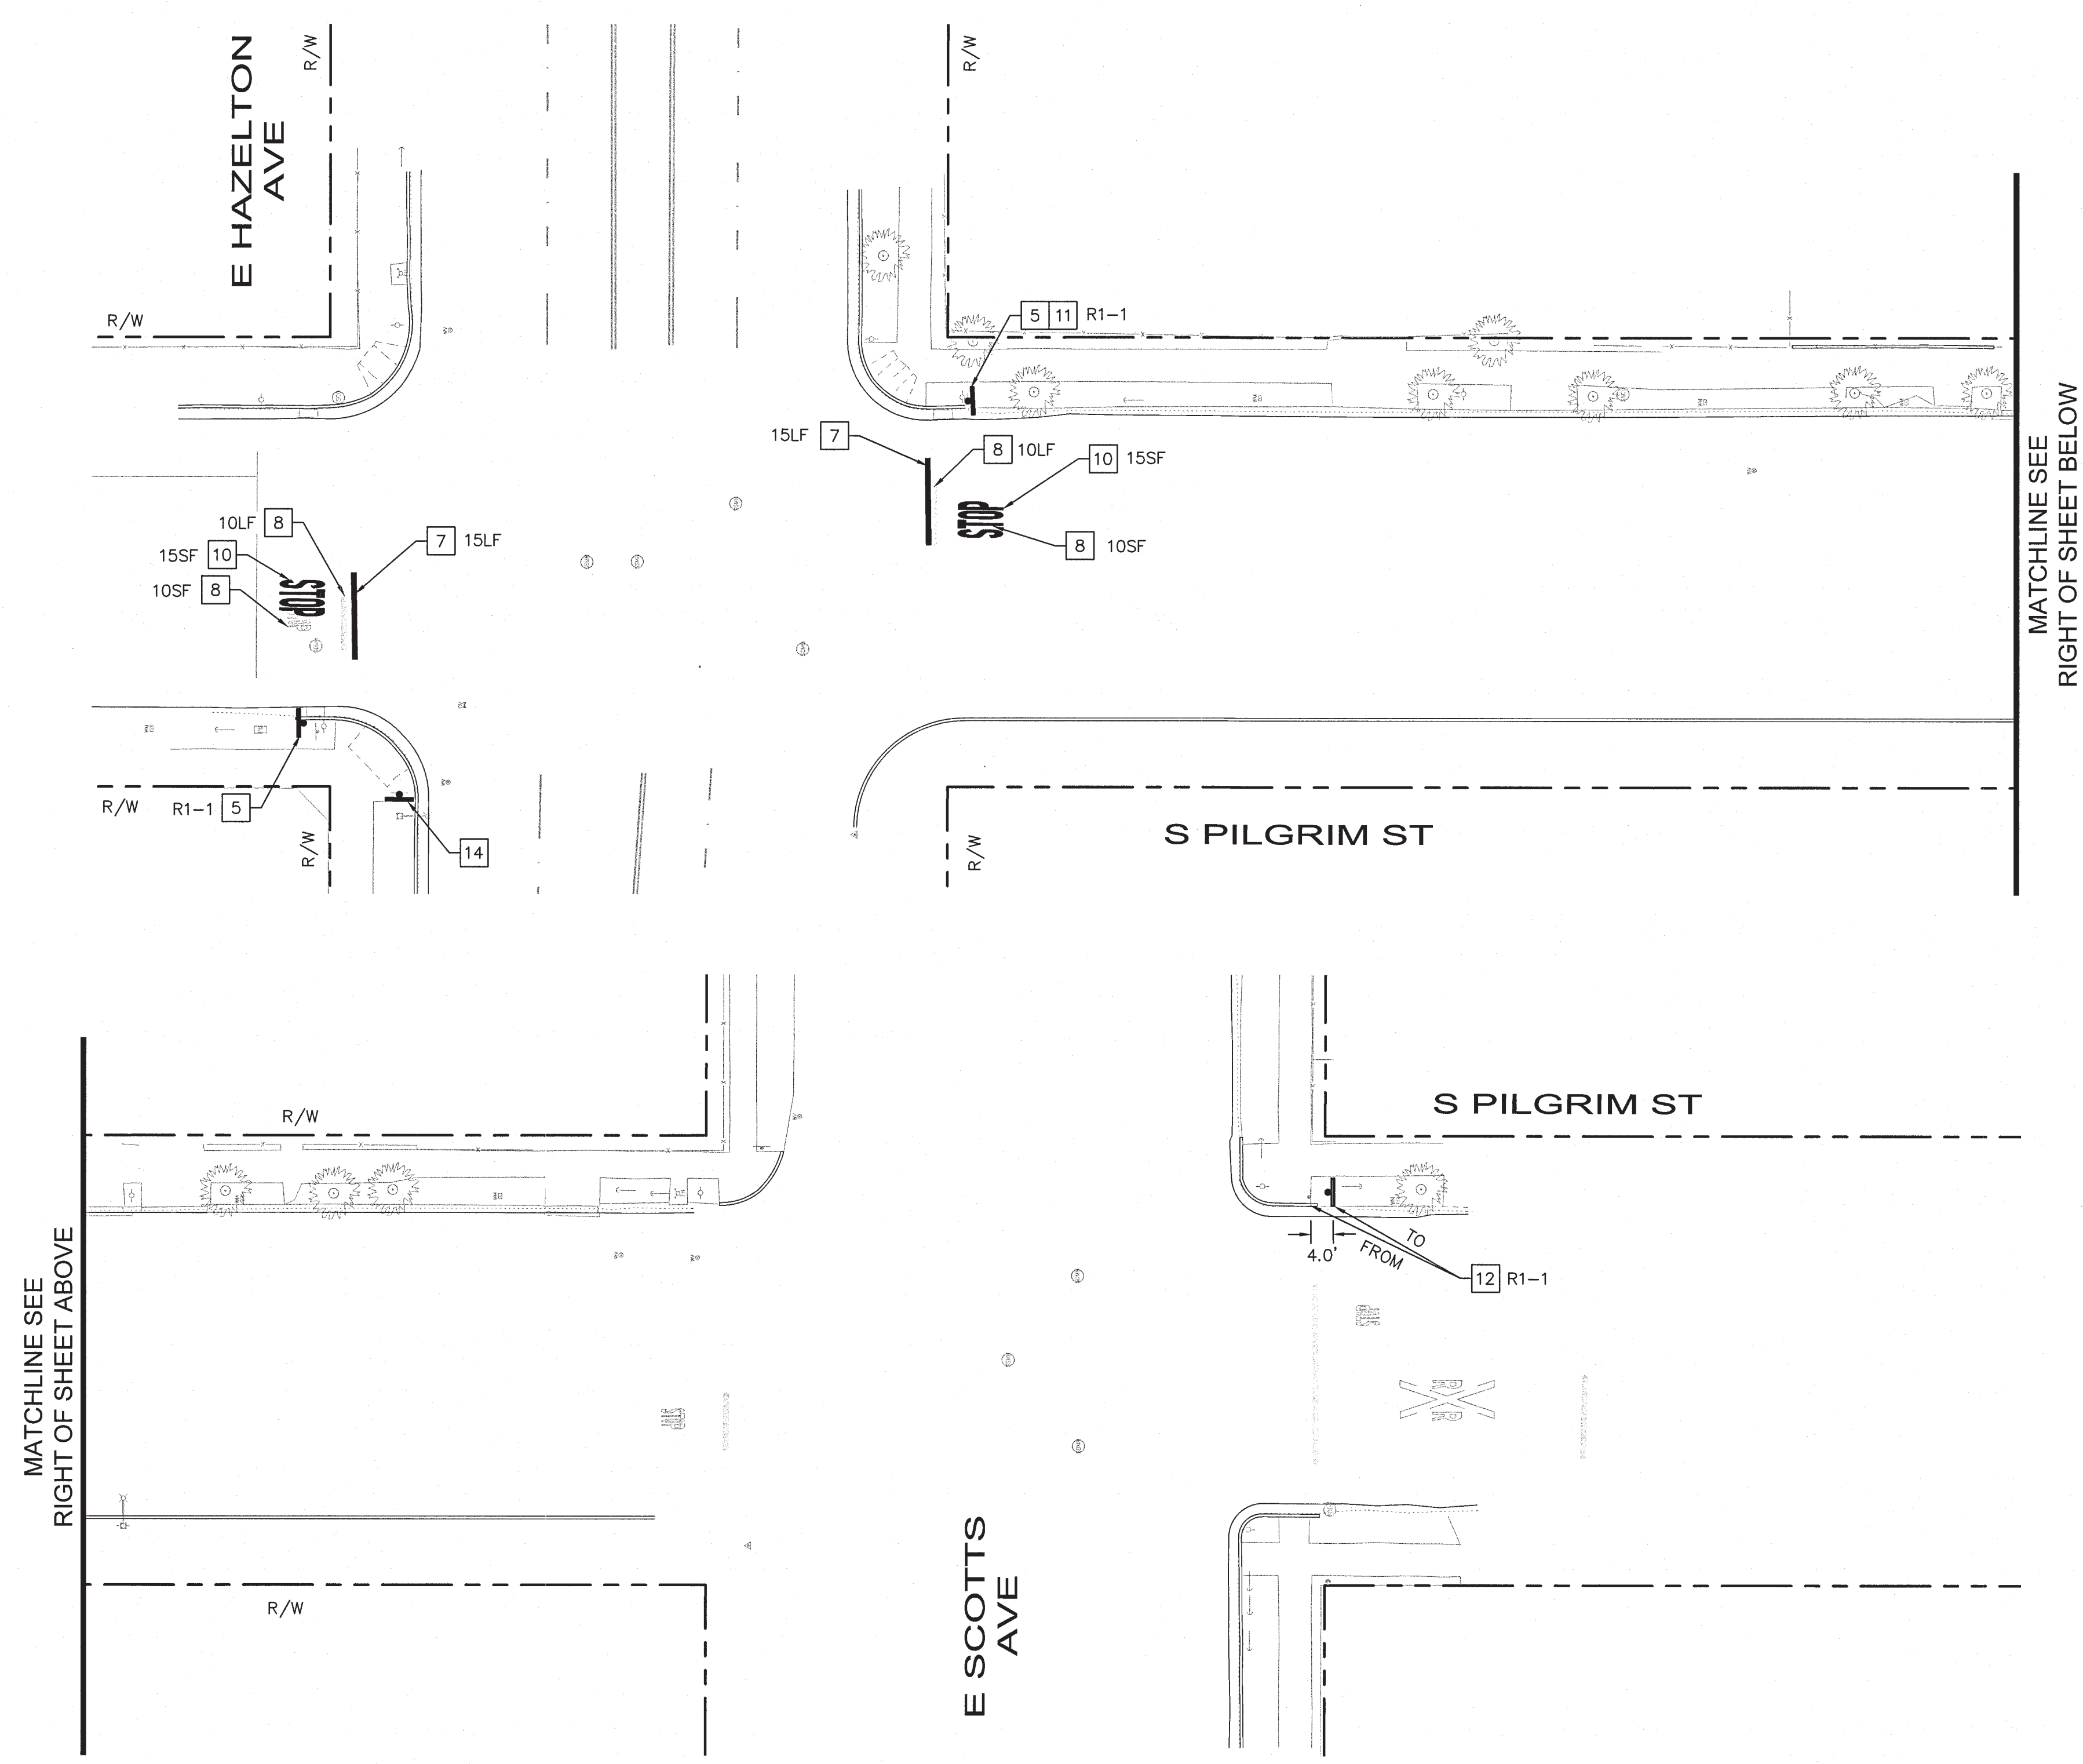 E HAZELTON
AVE
R/W
R/W
R/W
5 11 R1-1
15LF 7
8 10LF
10 15SF
10LF 8
7 15LF
15SF 10
10SF 8
STOP
STOP
8 10SF
R/W
R1-1 5
R/W
14
R/W
S PILGRIM ST
MATCHLINE SEE
RIGHT OF SHEET BELOW
R/W
S PILGRIM ST
4.0'
TO
FROM
12 R1-1
MATCHLINE SEE
RIGHT OF SHEET ABOVE
STOP
STOP
R R
R/W
E SCOTTS
AVE